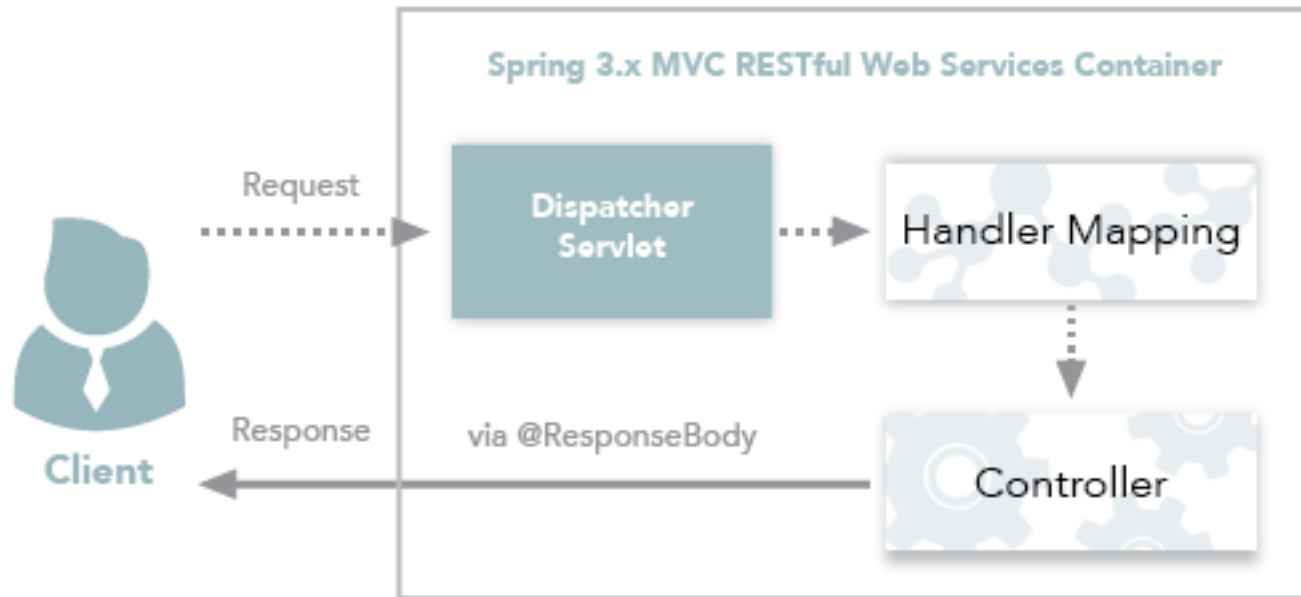 Spring 3.x MVC RESTful Web Services Container
Request
Dispatcher
Servlet
Handler Mapping
Response
via @ResponseBody
Client
Controller